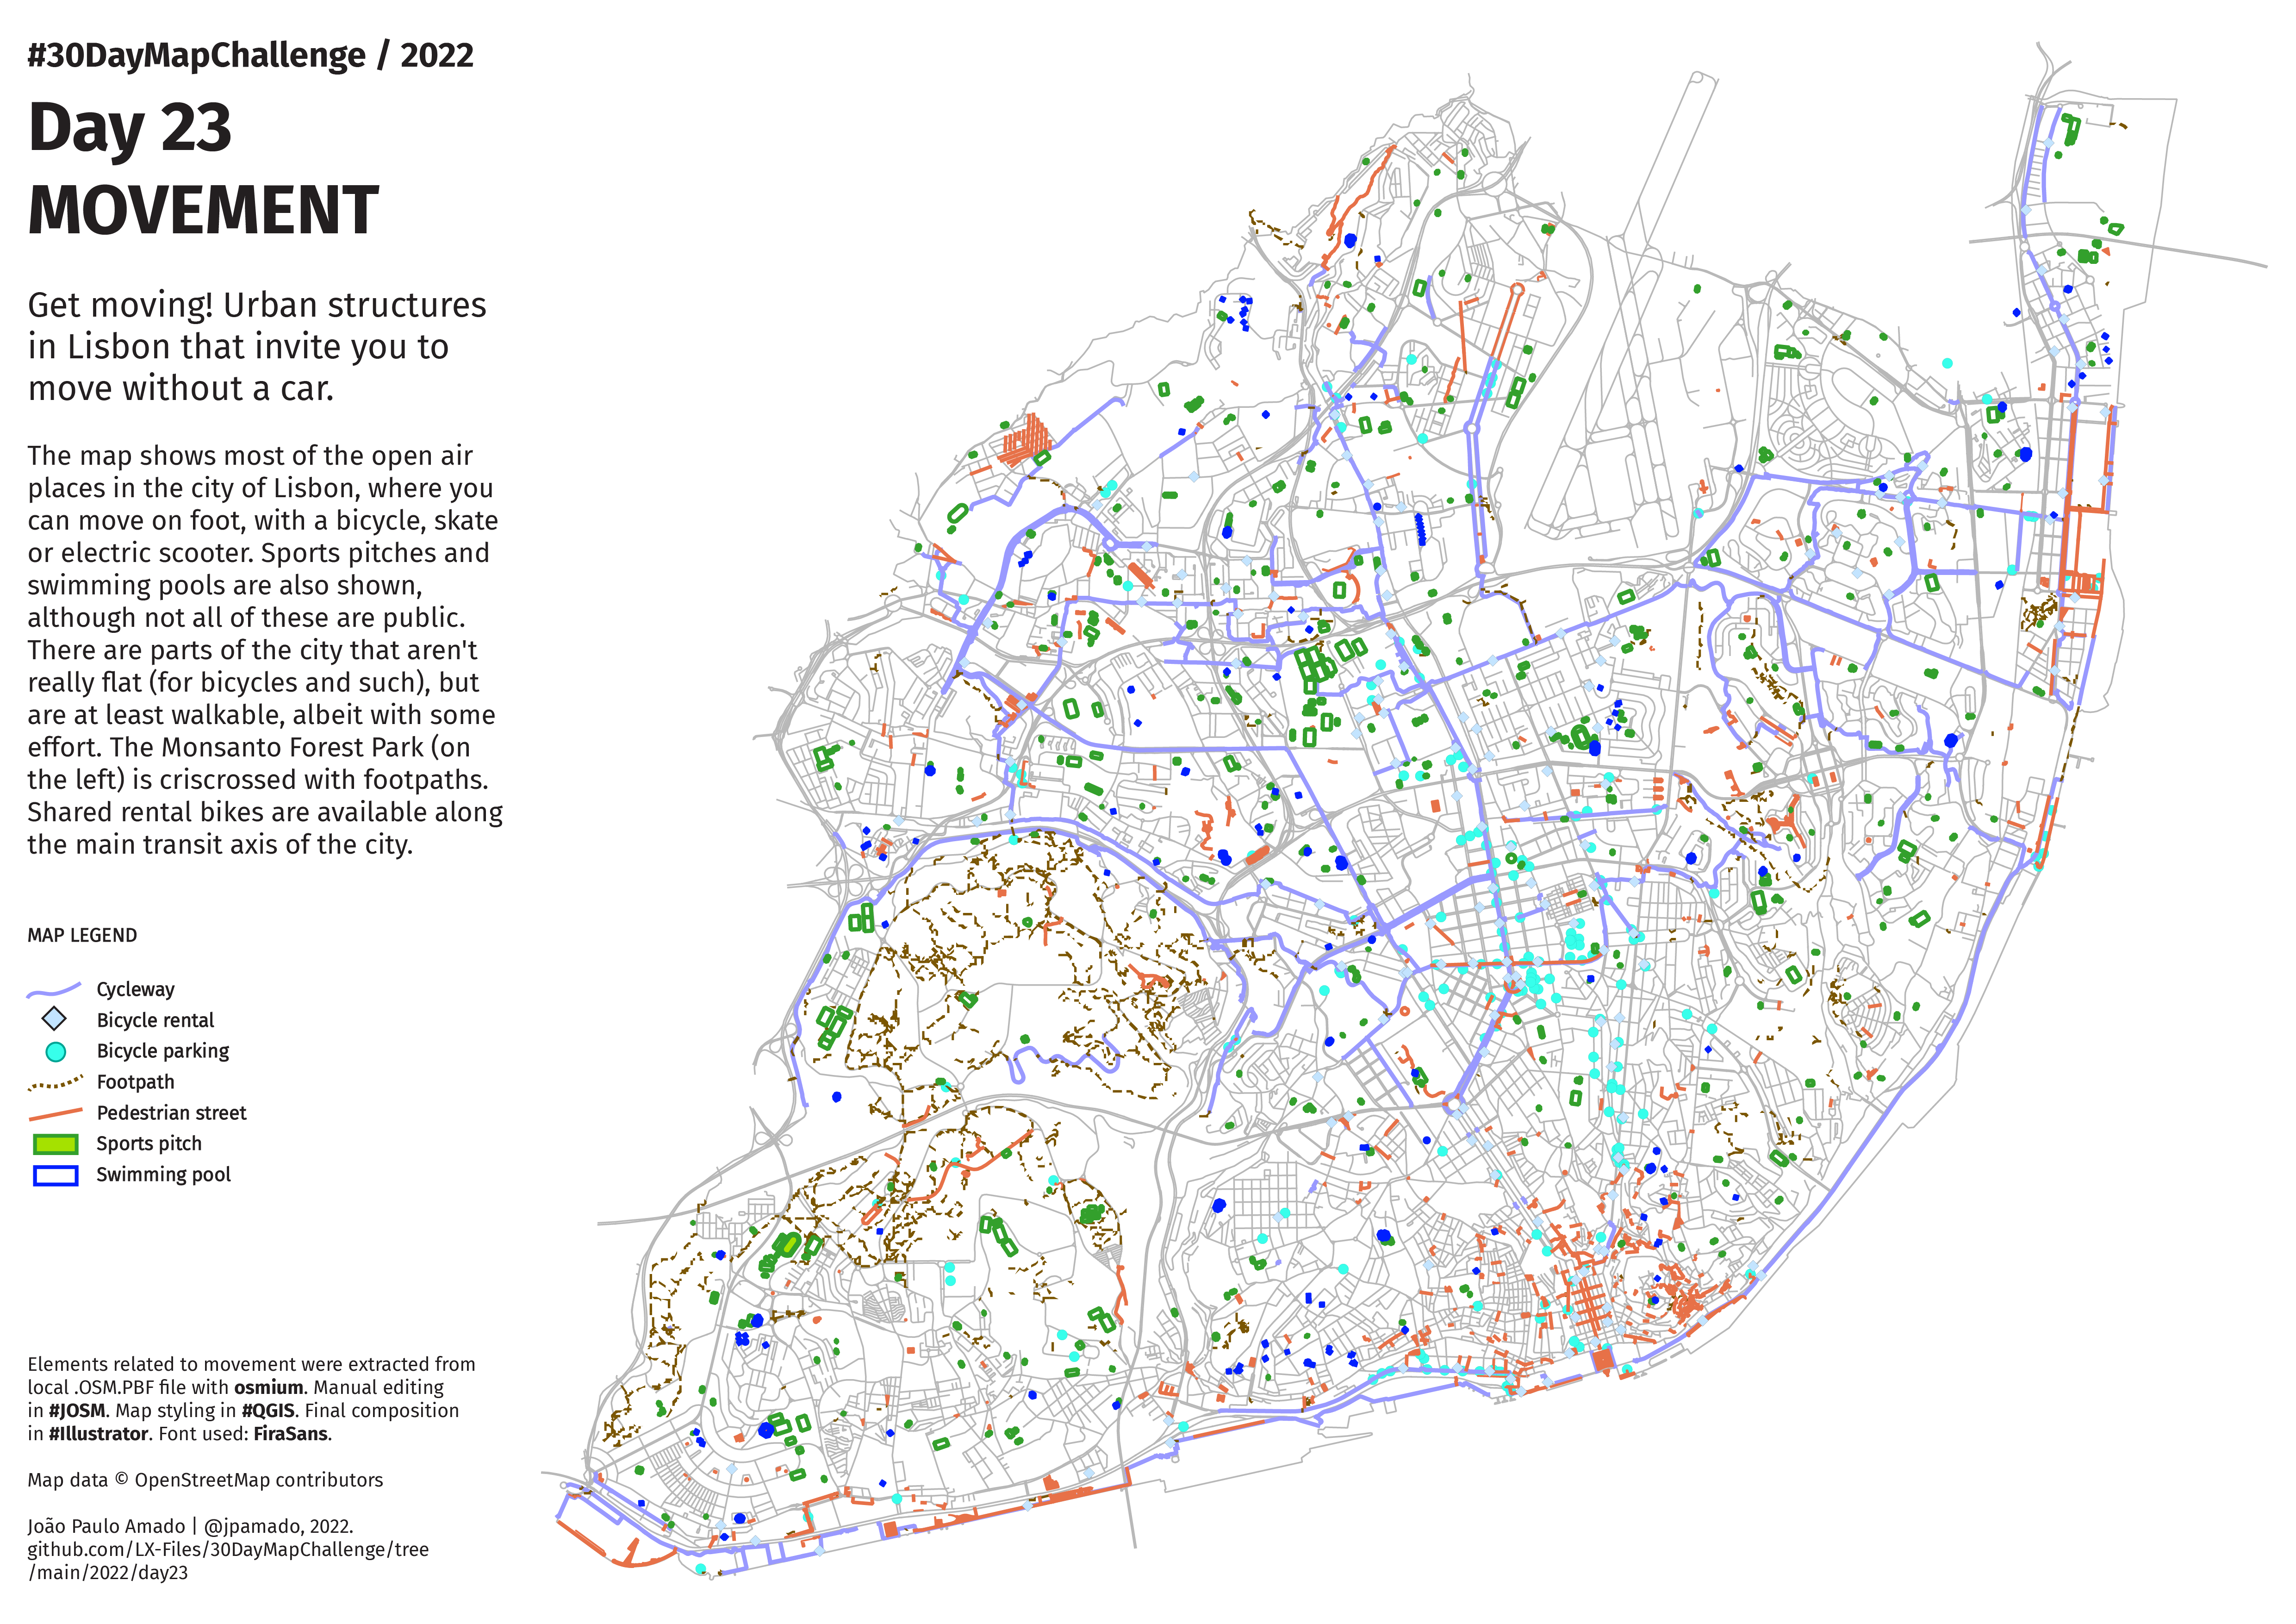 #30DayMapChallenge / 2022
Day 23
MOVEMENT
Get moving! Urban structures
in Lisbon that invite you to
move without a car.
The map shows most of the open air
places in the city of Lisbon, where you
can move on foot, with a bicycle, skate
or electric scooter. Sports pitches and
swimming pools are also shown,
although not all of these are public.
There are parts of the city that aren't
really flat (for bicycles and such), but
are at least walkable, albeit with some
effort. The Monsanto Forest Park (on
the left) is criscrossed with footpaths.
Shared rental bikes are available along
the main transit axis of the city.
MAP LEGEND
Cycleway
Bicycle rental
Bicycle parking
Footpath
Pedestrian street
Sports pitch
Swimming pool
Elements related to movement were extracted from
local .OSM.PBF file with osmium. Manual editing
in #JOSM. Map styling in #QGIS. Final composition
in #Illustrator. Font used: FiraSans.
Map data © OpenStreetMap contributors
João Paulo Amado | @jpamado, 2022.
github.com/LX-Files/30DayMapChallenge/tree
/main/2022/day23